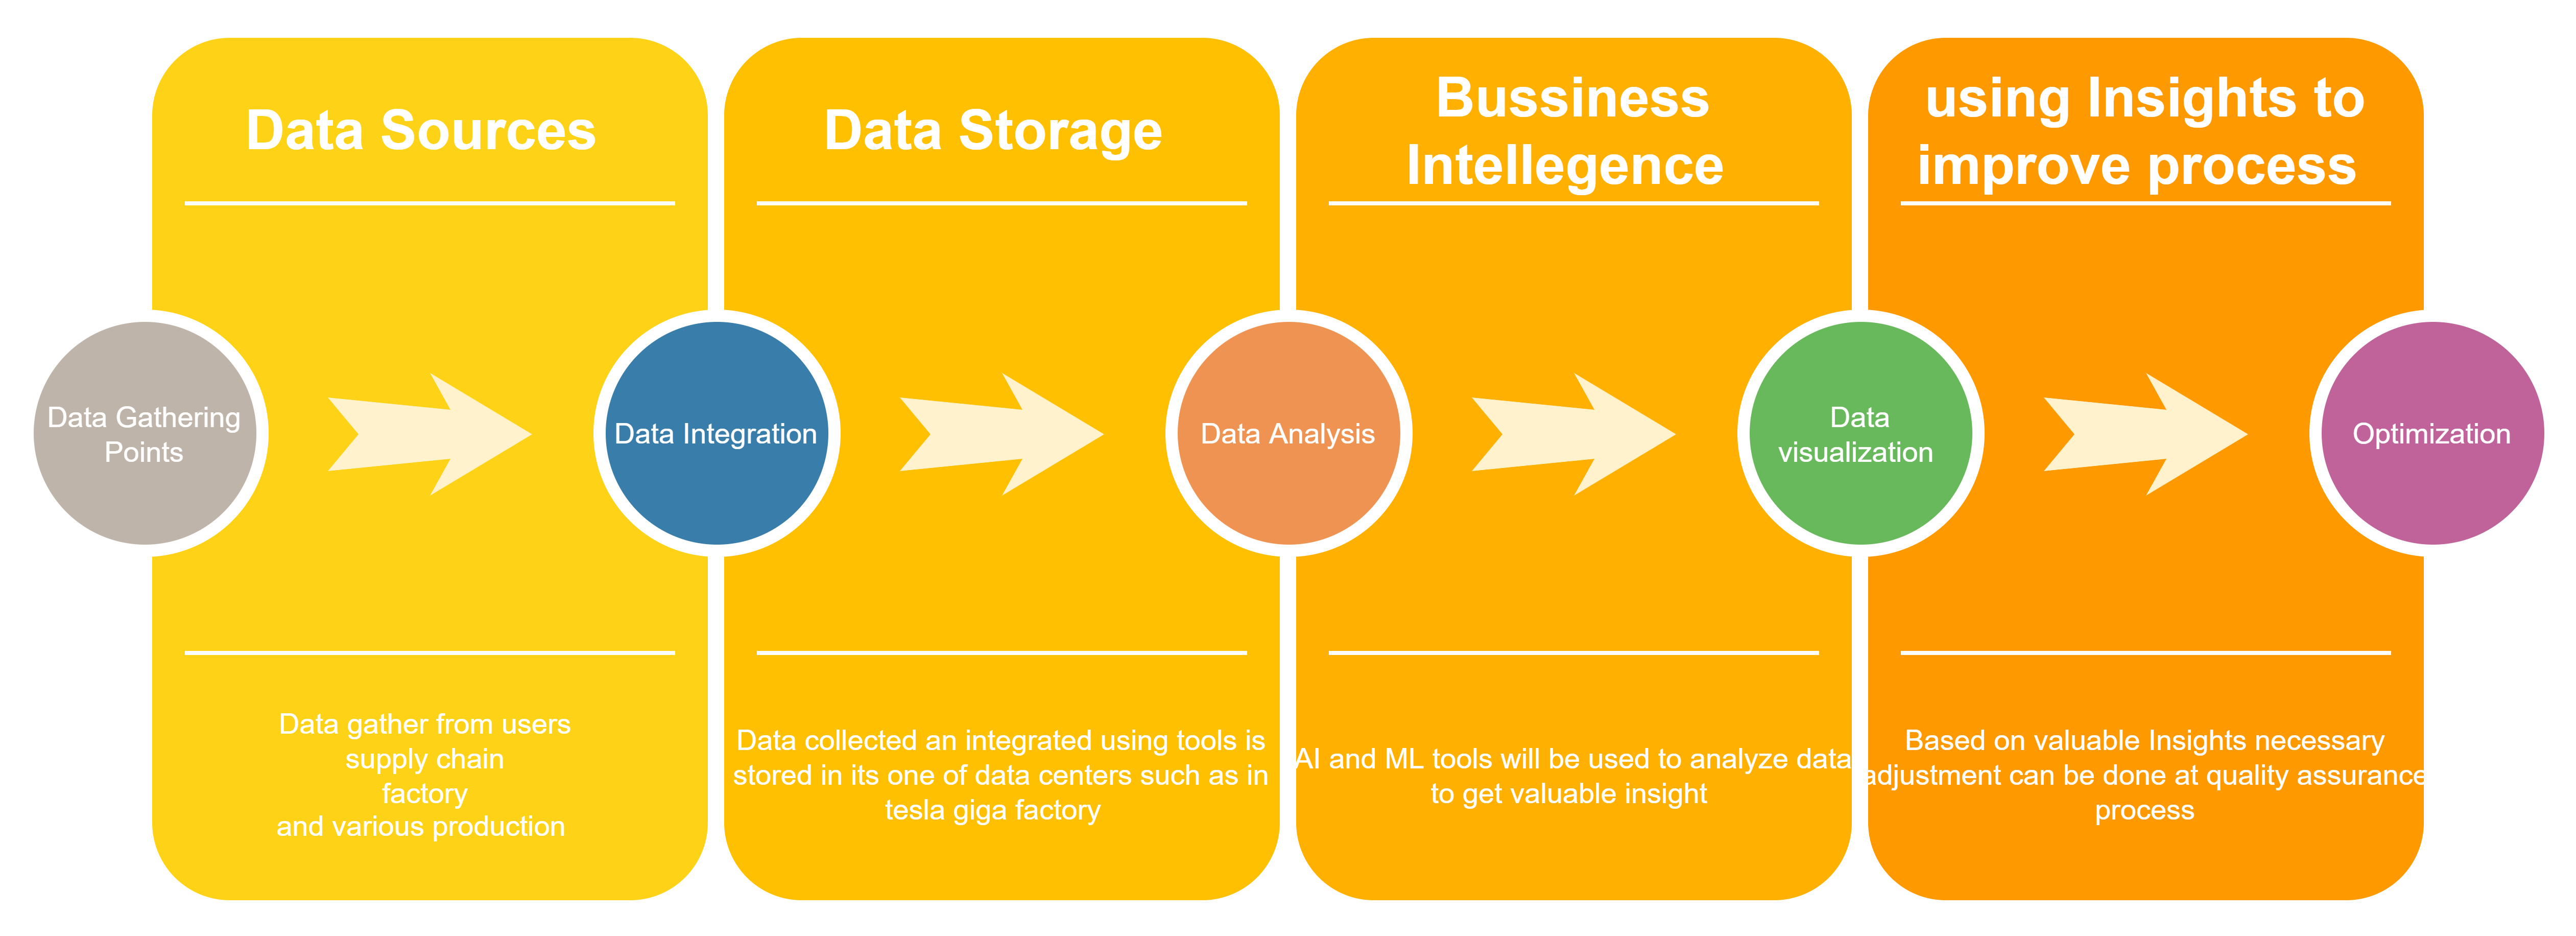 Data Sources
Data Storage
Bussiness
Intellegence
using Insights to
improve process
Data Gathering
Points
Data Integration
Data Analysis
Data
visualization
Optimization
Data gather from users
supply chain
factory
and various production
Data collected an integrated using tools is
stored in its one of data centers such as in
tesla giga factory
AI and ML tools will be used to analyze data
to get valuable insight
Based on valuable Insights necessary
adjustment can be done at quality assurance
process